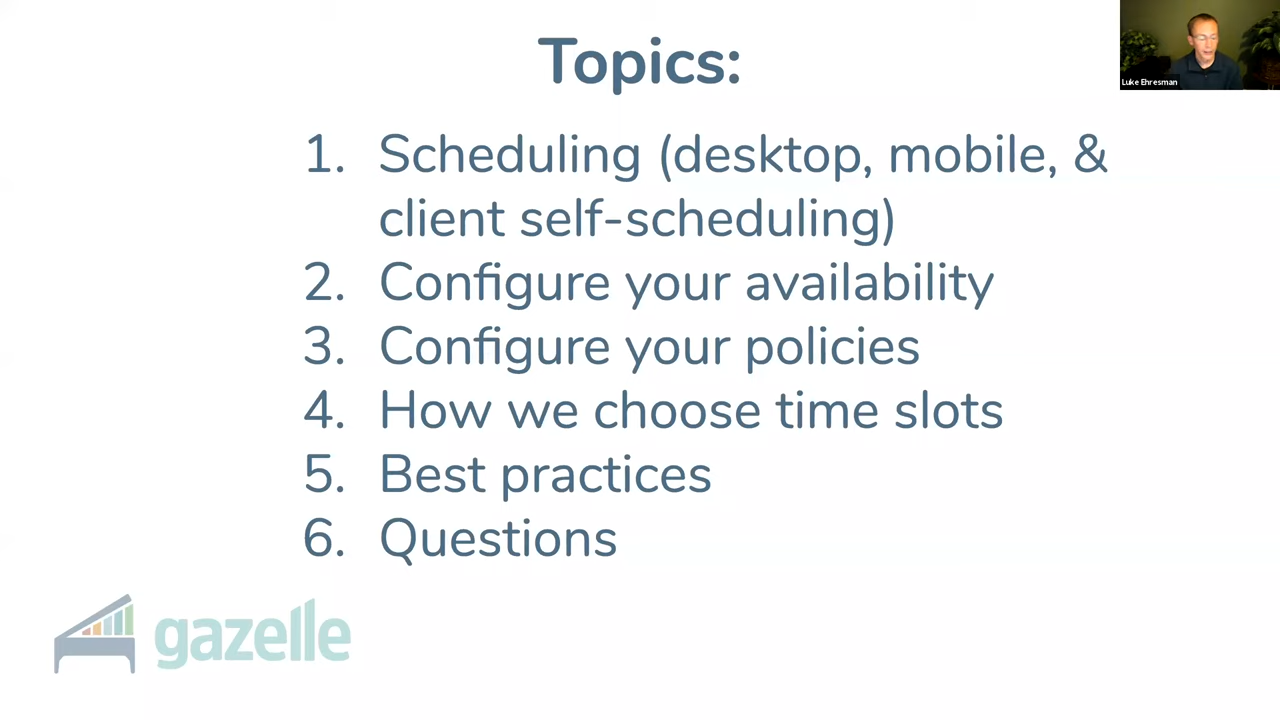 Topics:
Luke Ehresman
1. Scheduling (desktop, mobile, &
client self-scheduling)
2. Configure your availability
3. Configure your policies
4. How we choose time slots
5. Best practices
6. Questions
gazelle